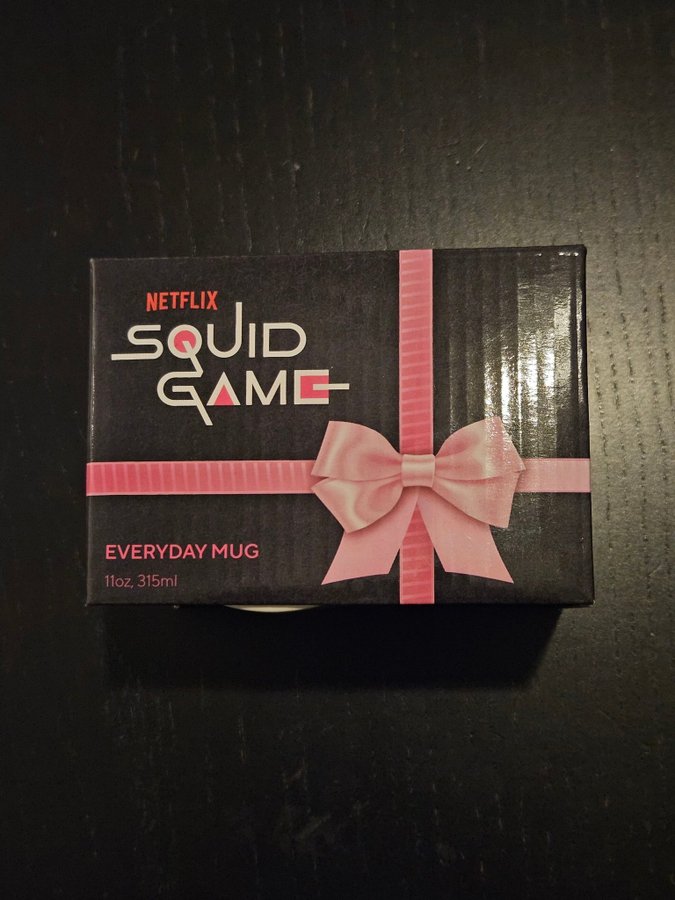 NETFLIX
SQUID
GAME
EVERYDAY MUG
11oz, 315ml